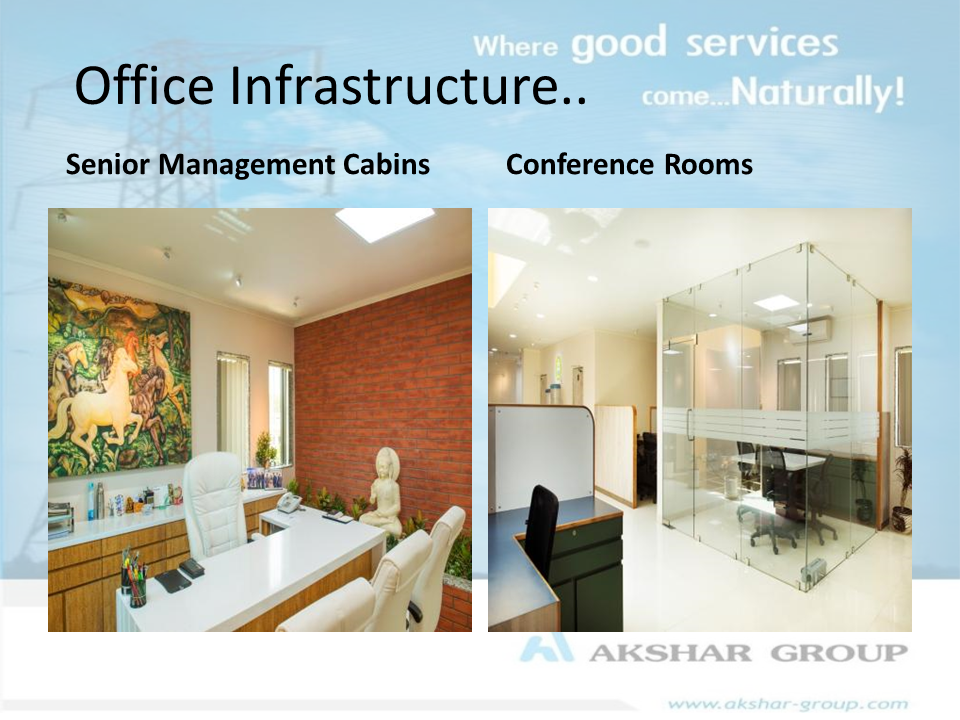 Where good services
come...Naturally!
Office Infrastructure..
Senior Management Cabins
Conference Rooms
AKSHAR GROUP
www.akshar-group.com